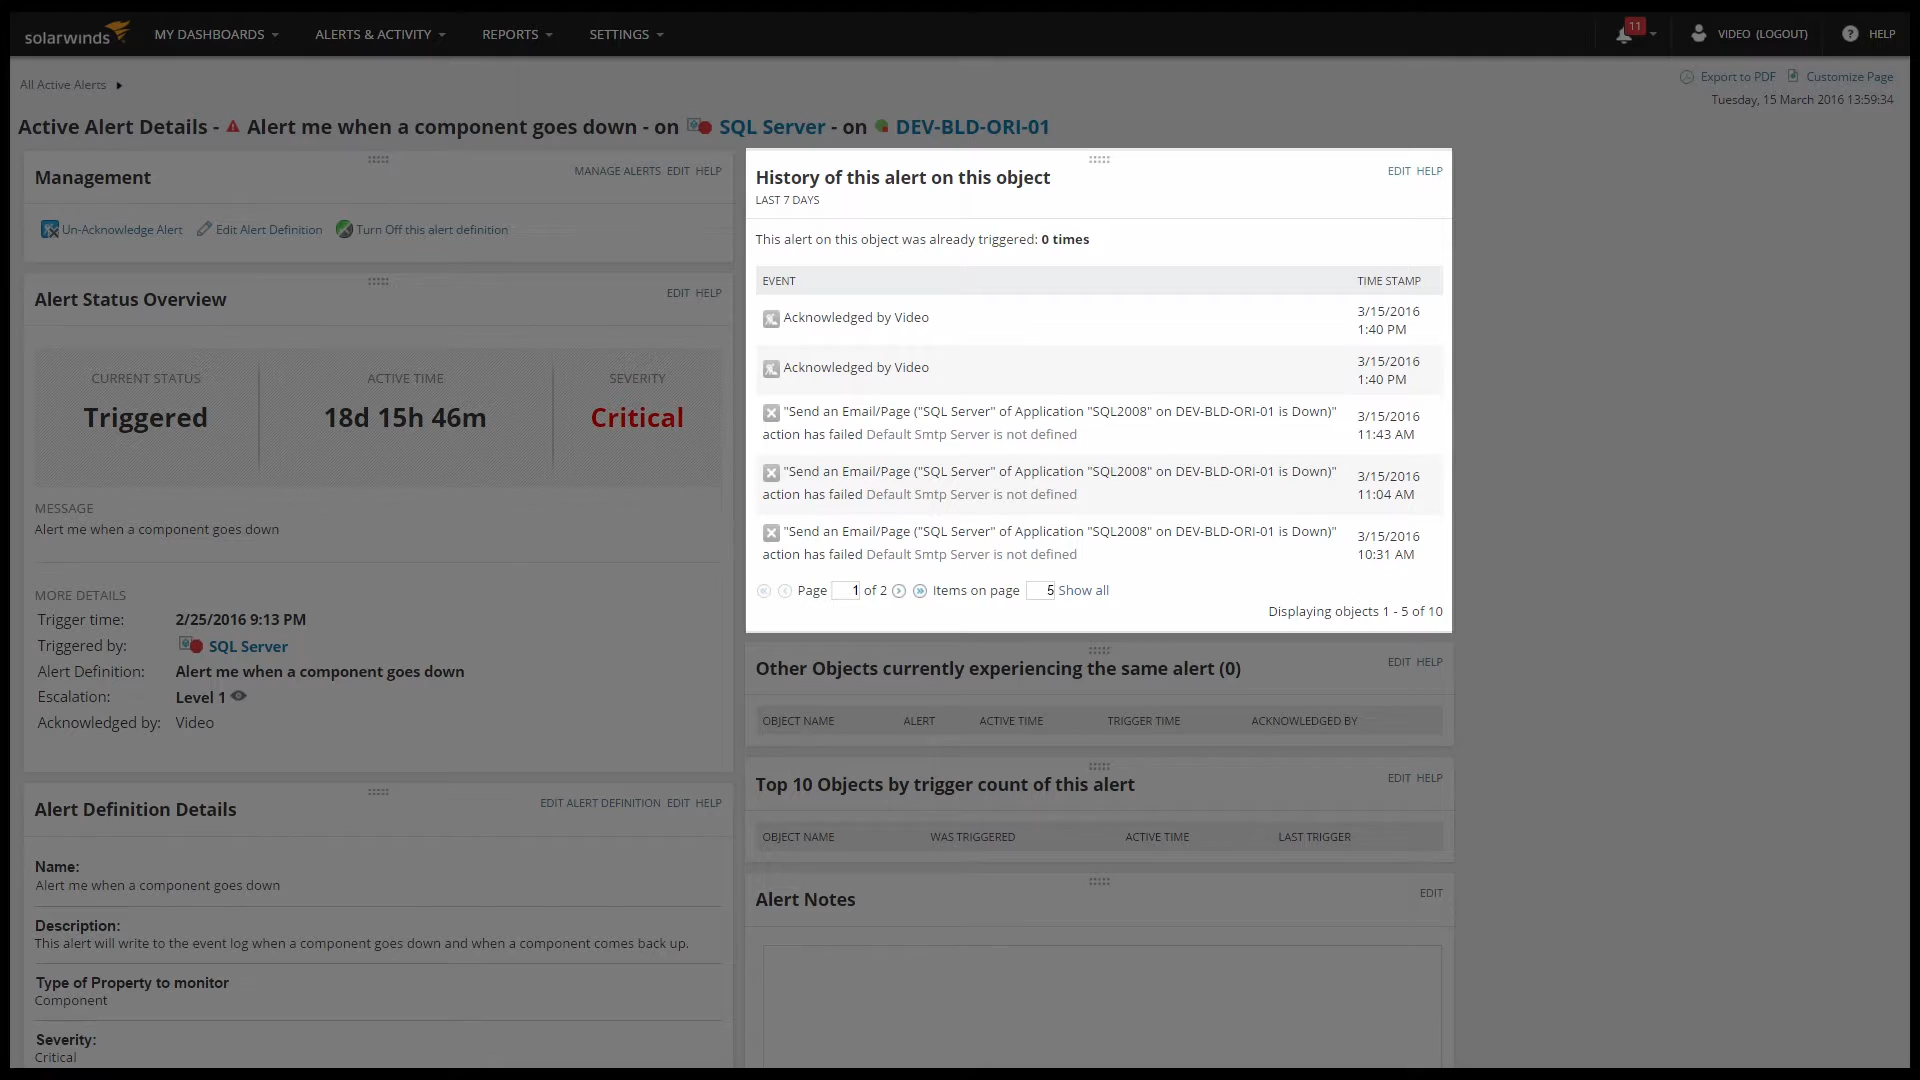 solarwinds
MY DASHBOARDS
ALERTS & ACTIVITY
REPORTS
SETTINGS
11
VIDEO (LOGOUT)
? HELP
All Active Alerts
Export to PDF
Customize Page
Tuesday, 15 March 2016 13:59:34
Active Alert Details - Alert me when a component goes down - on SQL Server - on DEV-BLD-ORI-01
Management
MANAGE ALERTS EDIT HELP
Un-Acknowledge Alert
Edit Alert Definition
Turn Off this alert definition
Alert Status Overview
EDIT HELP
CURRENT STATUS
Triggered
ACTIVE TIME
18d 15h 46m
SEVERITY
Critical
MESSAGE
Alert me when a component goes down
MORE DETAILS
Trigger time: 2/25/2016 9:13 PM
Triggered by: SQL Server
Alert Definition: Alert me when a component goes down
Escalation: Level 1
Acknowledged by: Video
Alert Definition Details
EDIT ALERT DEFINITION EDIT HELP
Name:
Alert me when a component goes down
Description:
This alert will write to the event log when a component goes down and when a component comes back up.
Type of Property to monitor
Component
Severity:
Critical
History of this alert on this object
EDIT HELP
LAST 7 DAYS
This alert on this object was already triggered: 0 times
EVENT
TIME STAMP
Acknowledged by Video
3/15/2016
1:40 PM
Acknowledged by Video
3/15/2016
1:40 PM
"Send an Email/Page ("SQL Server" of Application "SQL2008" on DEV-BLD-ORI-01 is Down)"
action has failed Default Smtp Server is not defined
3/15/2016
11:43 AM
"Send an Email/Page ("SQL Server" of Application "SQL2008" on DEV-BLD-ORI-01 is Down)"
action has failed Default Smtp Server is not defined
3/15/2016
11:04 AM
"Send an Email/Page ("SQL Server" of Application "SQL2008" on DEV-BLD-ORI-01 is Down)"
action has failed Default Smtp Server is not defined
3/15/2016
10:31 AM
Page 1 of 2 Items on page 5 Show all
Displaying objects 1 - 5 of 10
Other Objects currently experiencing the same alert (0)
EDIT HELP
OBJECT NAME ALERT ACTIVE TIME TRIGGER TIME ACKNOWLEDGED BY
Top 10 Objects by trigger count of this alert
EDIT HELP
OBJECT NAME WAS TRIGGERED ACTIVE TIME LAST TRIGGER
Alert Notes
EDIT